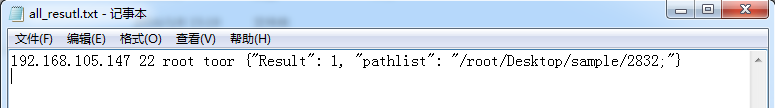 all_resutl.txt - 记事本
文件(F) 编辑(E) 格式(O) 查看(V) 帮助(H)
192.168.105.147 22 root toor {"Result": 1, "pathlist": "/root/Desktop/sample/2832;"}